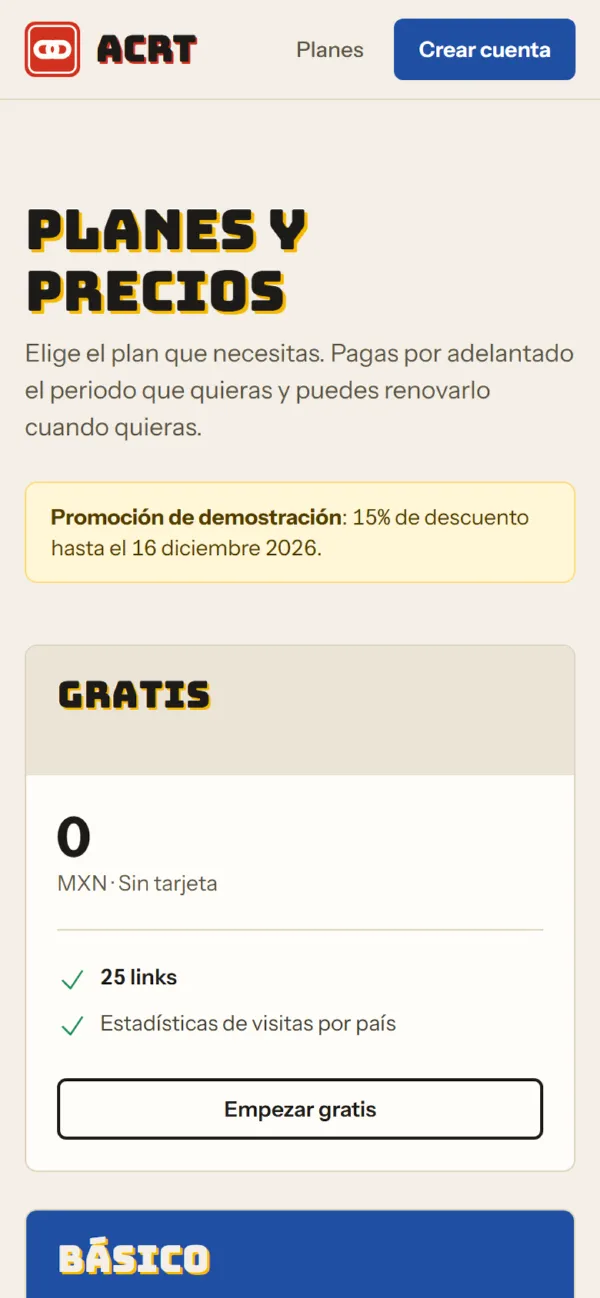 ACRT
Planes
Crear cuenta
PLANES Y
PRECIOS
Elige el plan que necesitas. Pagas por adelantado
el periodo que quieras y puedes renovarlo
cuando quieras.
Promoción de demostración: 15% de descuento
hasta el 16 diciembre 2026.
GRATIS
0
MXN · Sin tarjeta
25 links
Estadísticas de visitas por país
Empezar gratis
BÁSICO